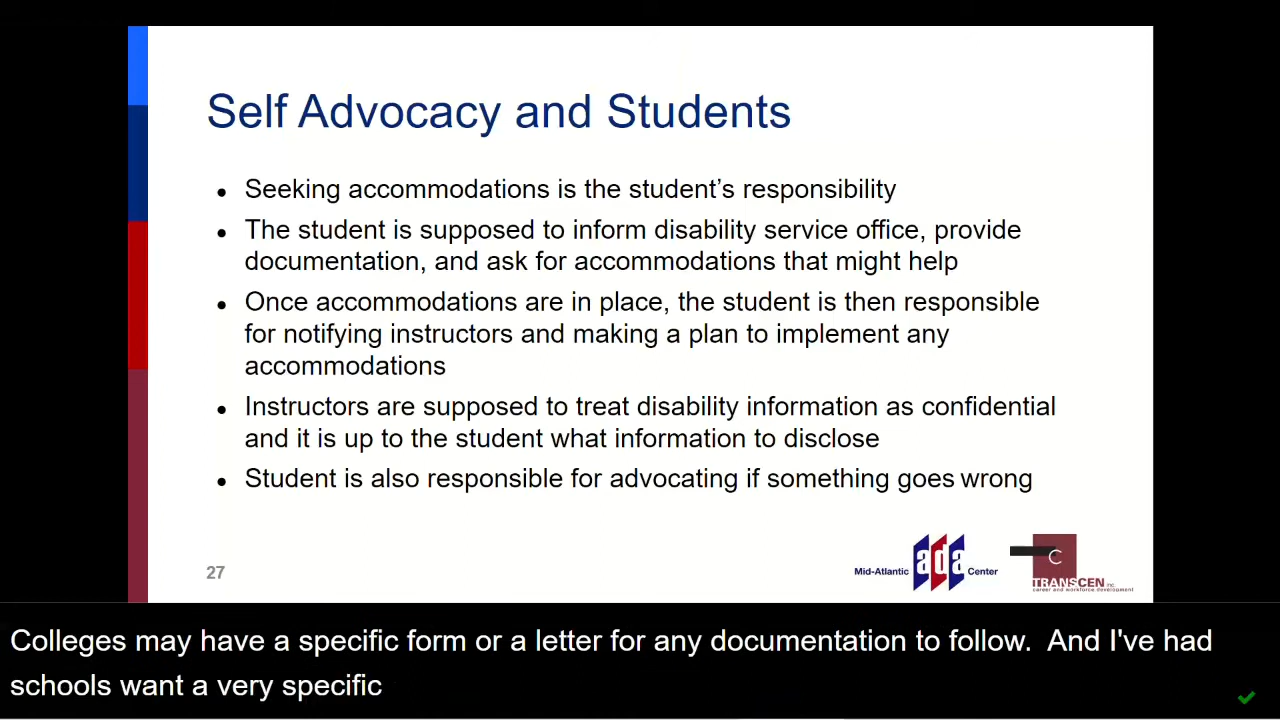 Self Advocacy and Students
• Seeking accommodations is the student's responsibility
• The student is supposed to inform disability service office, provide
documentation, and ask for accommodations that might help
• Once accommodations are in place, the student is then responsible
for notifying instructors and making a plan to implement any
accommodations
• Instructors are supposed to treat disability information as confidential
and it is up to the student what information to disclose
• Student is also responsible for advocating if something goes wrong
27
Mid-Atlantic ada Center
C
TRANSCEN inc.
career and workforce development
Colleges may have a specific form or a letter for any documentation to follow.  And I've had
schools want a very specific